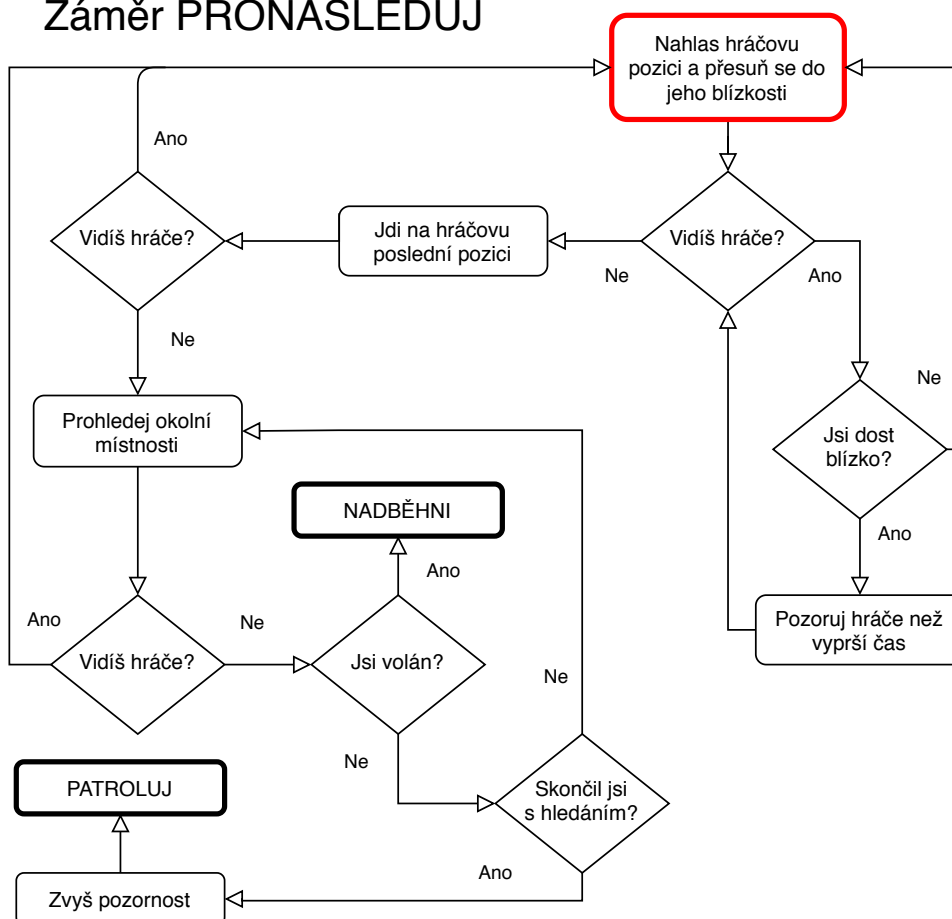 Záměr PRONÁSLEDUJ
Nahlas hráčovu
pozici a přesuň se do
jeho blízkosti
Ano
Vidíš hráče?
Jdi na hráčovu
poslední pozici
Vidíš hráče?
Ne
Ano
Ne
Ne
Prohledej okolní
místnosti
Jsi dost
blízko?
NADBĚHNI
Ano
Ano
Ano
Ne
Pozoruj hráče než
vyprší čas
Vidíš hráče?
Jsi volán?
Ne
Ne
PATROLUJ
Skončil jsi
s hledáním?
Ano
Zvyš pozornost